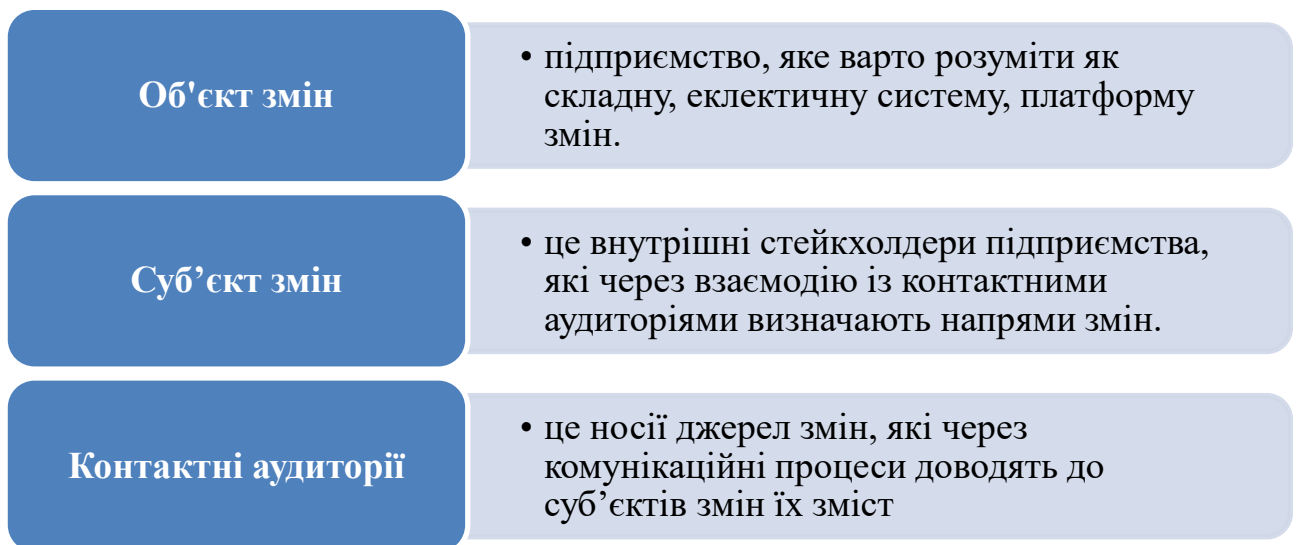 Об'єкт змін
• підприємство, яке варто розуміти як
складну, еклектичну систему, платформу
змін.
Суб’єкт змін
• це внутрішні стейкхолдери підприємства,
які через взаємодію із контактними
аудиторіями визначають напрями змін.
Контактні аудиторії
• це носії джерел змін, які через
комунікаційні процеси доводять до
суб’єктів змін їх зміст